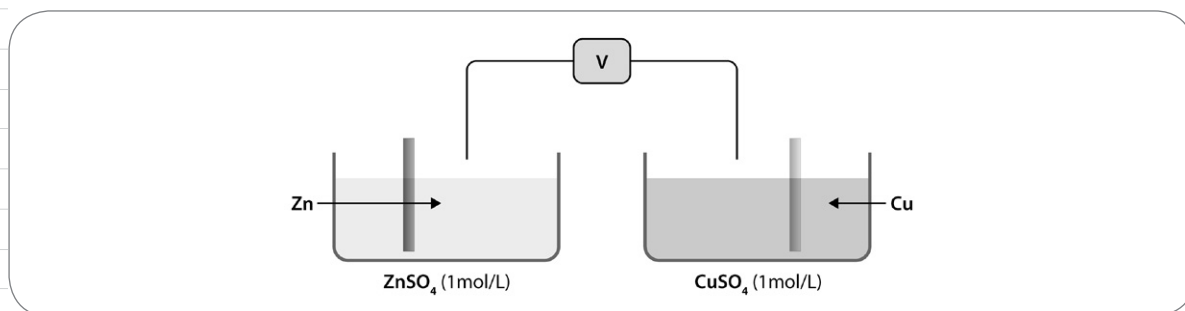 V
Zn
Cu
ZnSO₄ (1mol/L)
CuSO₄ (1mol/L)